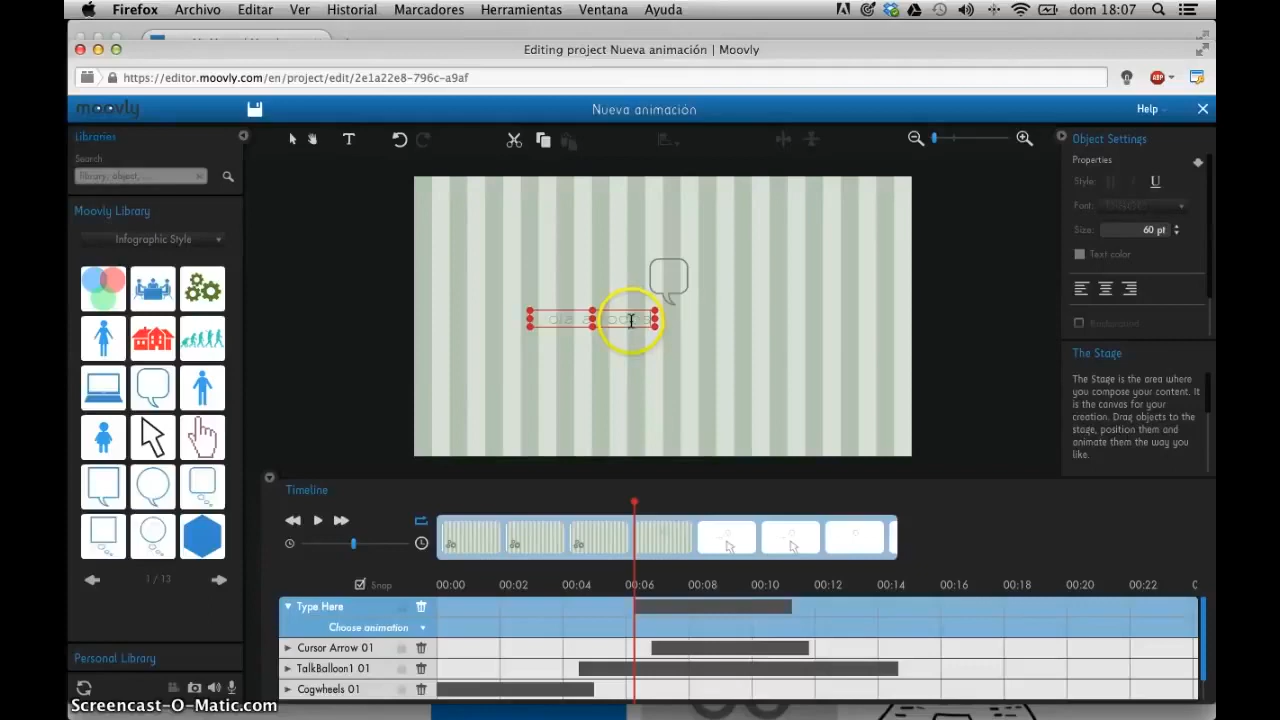 Firefox Archivo Editar Ver Historial Marcadores Herramientas Ventana Ayuda dom 18:07
Editing project Nueva animación | Moovly
https://editor.moovly.com/en/project/edit/2e1a22e8-796c-a9af
moovly Nueva animación Help
Libraries
Search
library, object, ...
Moovly Library
Infographic Style
1 / 13
Personal Library
Object Settings
Properties
Style: U
Font:
Size: 60 pt
Text color
Background
The Stage
The Stage is the area where
you compose your content. It
is the canvas for your
creation. Drag objects to the
stage, position them and
animate them the way you
like.
Timeline
Snap 00:00 00:02 00:04 00:06 00:08 00:10 00:12 00:14 00:16 00:18 00:20 00:22
Type Here
Choose animation
Cursor Arrow 01
TalkBalloon1 01
Cogwheels 01
Screencast-O-Matic.com